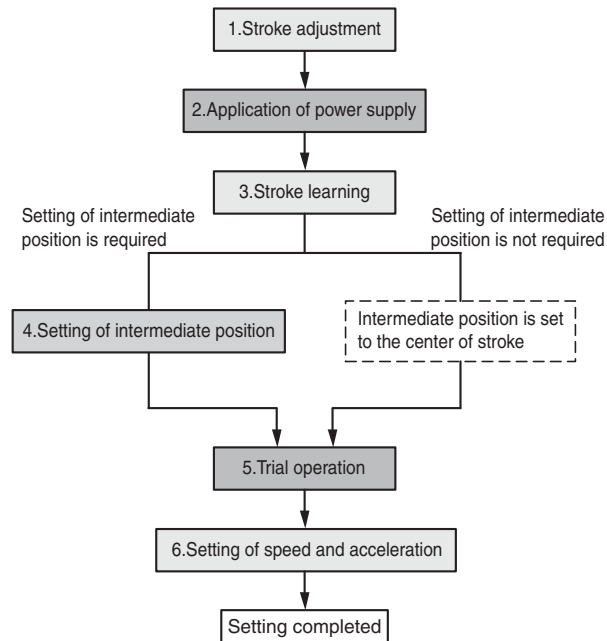 1.Stroke adjustment
2.Application of power supply
3.Stroke learning
Setting of intermediate
position is required
Setting of intermediate
position is not required
4.Setting of intermediate position
Intermediate position is set
to the center of stroke
5.Trial operation
6.Setting of speed and acceleration
Setting completed